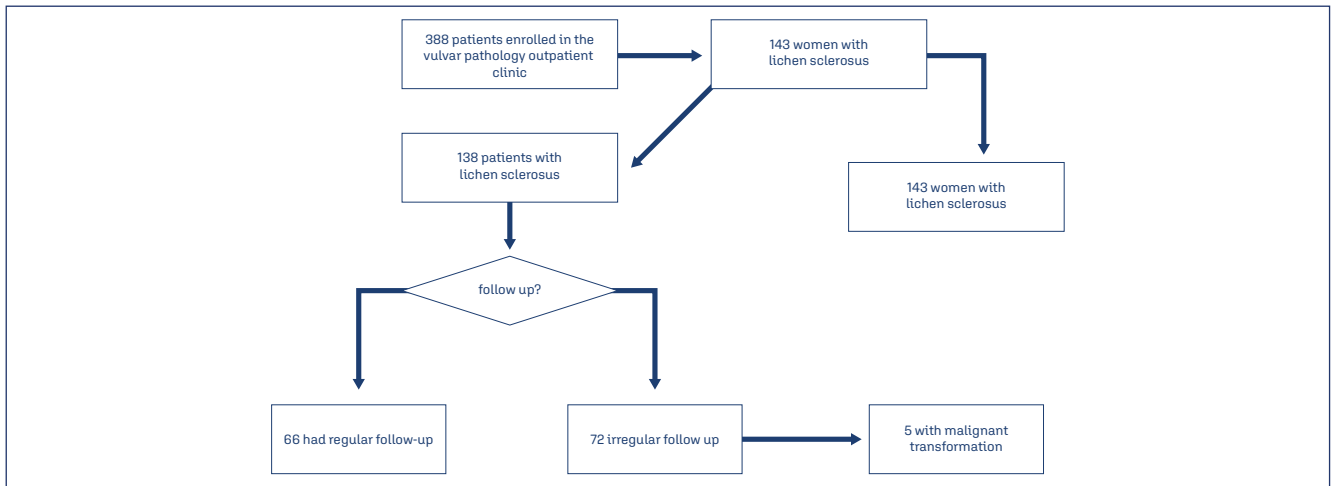 388 patients enrolled in the
vulvar pathology outpatient
clinic
143 women with
lichen sclerosus
138 patients with
lichen sclerosus
143 women with
lichen sclerosus
follow up?
66 had regular follow-up
72 irregular follow up
5 with malignant
transformation